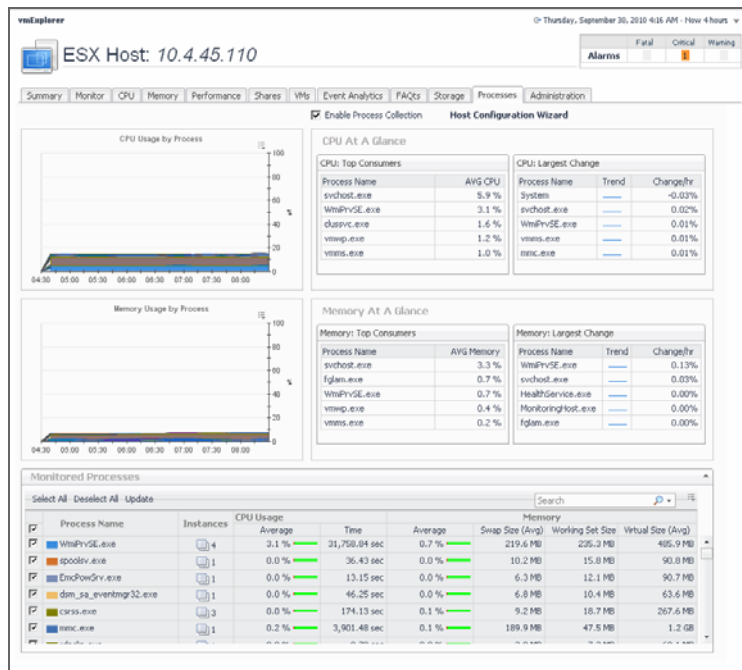 vmExplorer
Thursday, September 30, 2010 4:16 AM - Now 4 hours
ESX Host: 10.4.45.110
Fatal Critical Warning
Alarms 1
Summary Monitor CPU Memory Performance Shares VMs Event Analytics FAQts Storage Processes Administration
Enable Process Collection Host Configuration Wizard
CPU Usage by Process
100
80
60
%
40
20
0
04:30 05:00 05:30 06:00 06:30 07:00 07:30 08:00
CPU At A Glance
CPU: Top Consumers
Process Name AVG CPU
svchost.exe 5.9 %
WmiPrvSE.exe 3.1 %
clussvc.exe 1.6 %
vmwp.exe 1.2 %
vmms.exe 1.0 %
CPU: Largest Change
Process Name Trend Change/hr
System -0.03%
svchost.exe 0.02%
WmiPrvSE.exe 0.01%
vmms.exe 0.01%
mmc.exe 0.01%
Memory Usage by Process
100
80
60
%
40
20
0
04:30 05:00 05:30 06:00 06:30 07:00 07:30 08:00
Memory At A Glance
Memory: Top Consumers
Process Name AVG Memory
svchost.exe 3.3 %
fglam.exe 0.7 %
WmiPrvSE.exe 0.7 %
vmwp.exe 0.4 %
vmms.exe 0.2 %
Memory: Largest Change
Process Name Trend Change/hr
WmiPrvSE.exe 0.13%
svchost.exe 0.03%
HealthService.exe 0.00%
MonitoringHost.exe 0.00%
fglam.exe 0.00%
Monitored Processes
Select All Deselect All Update Search
CPU Usage Memory
Process Name Instances Average Time Average Swap Size (Avg) Working Set Size Virtual Size (Avg)
WmiPrvSE.exe 4 3.1 % 31,758.84 sec 0.7 % 219.6 MB 235.3 MB 485.9 MB
spoolsv.exe 1 0.0 % 36.43 sec 0.0 % 10.2 MB 15.8 MB 90.8 MB
EmcPowSrv.exe 1 0.0 % 13.15 sec 0.0 % 6.3 MB 12.1 MB 90.7 MB
dsm_sa_eventmgr32.exe 1 0.0 % 46.25 sec 0.0 % 6.8 MB 10.4 MB 63.6 MB
csrss.exe 3 0.0 % 174.13 sec 0.1 % 9.2 MB 18.7 MB 267.6 MB
mmc.exe 1 0.2 % 3,901.48 sec 0.1 % 189.9 MB 47.5 MB 1.2 GB